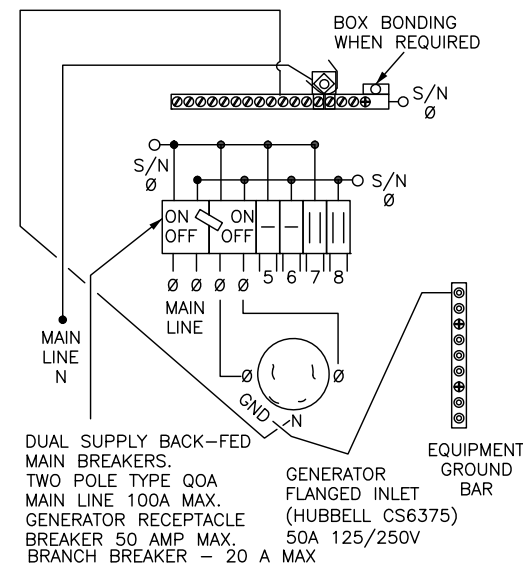 BOX BONDING
WHEN REQUIRED
S/N
Ø
S/N
Ø
S/N
Ø
ON ON
OFF OFF
5 6 7 8
Ø Ø Ø Ø
MAIN
LINE
MAIN
LINE
N
Ø Ø
GND N
DUAL SUPPLY BACK-FED
MAIN BREAKERS.
TWO POLE TYPE QOA
MAIN LINE 100A MAX.
GENERATOR RECEPTACLE
BREAKER 50 AMP MAX.
BRANCH BREAKER – 20 A MAX
GENERATOR
FLANGED INLET
(HUBBELL CS6375)
50A 125/250V
EQUIPMENT
GROUND
BAR